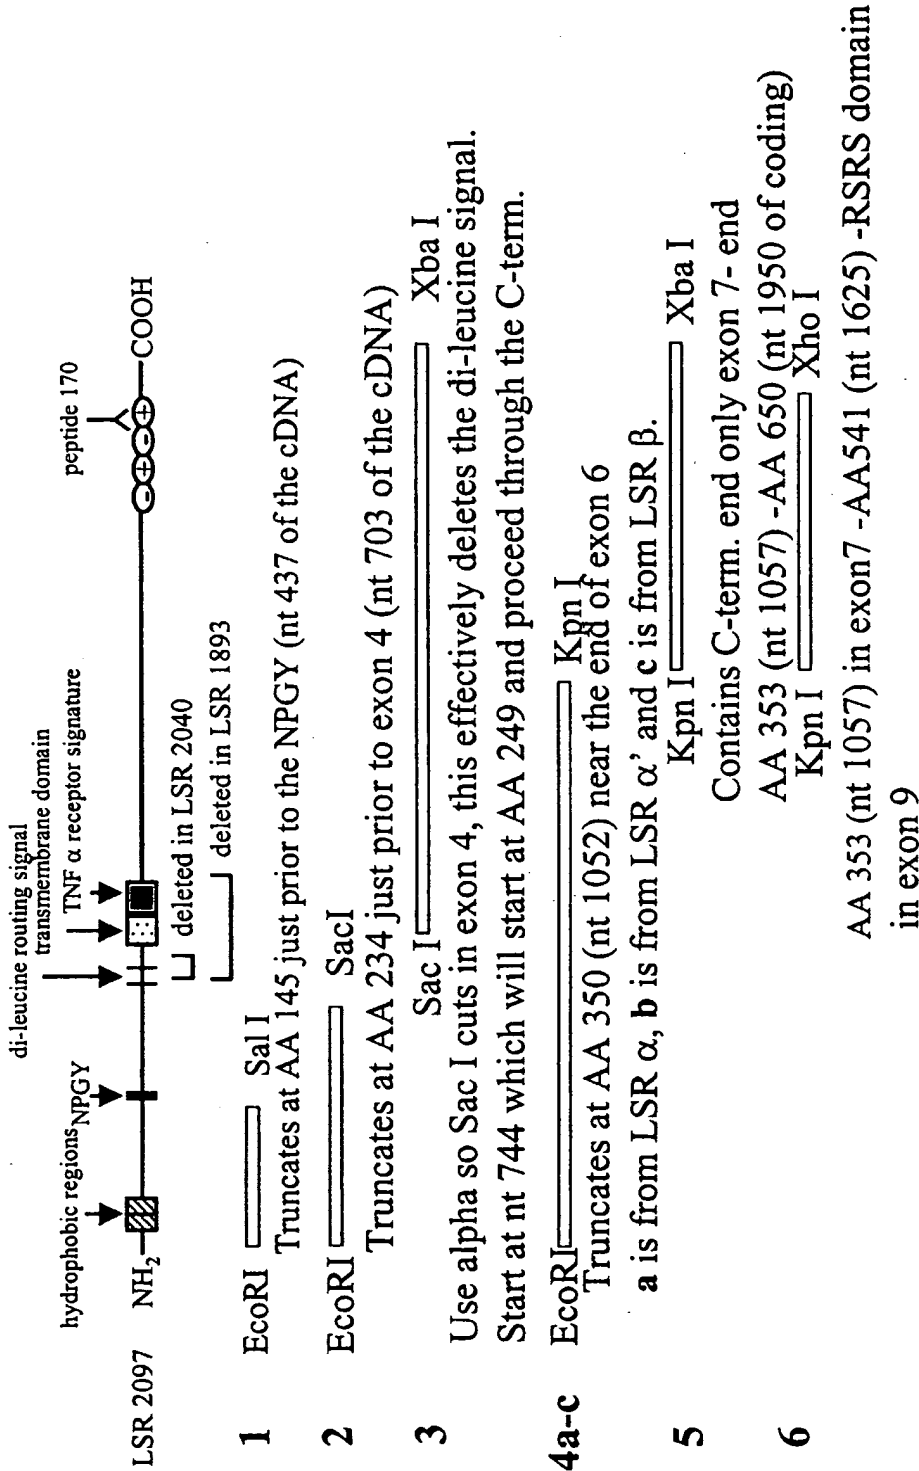 di-leucine routing signal
transmembrane domain
hydrophobic regions NPGY TNF α receptor signature peptide 170
LSR 2097 NH2 - + - + COOH
deleted in LSR 2040
deleted in LSR 1893
1 EcoRI Sal I
Truncates at AA 145 just prior to the NPGY (nt 437 of the cDNA)
2 EcoRI SacI
Truncates at AA 234 just prior to exon 4 (nt 703 of the cDNA)
3 Sac I Xba I
Use alpha so Sac I cuts in exon 4, this effectively deletes the di-leucine signal.
Start at nt 744 which will start at AA 249 and proceed through the C-term.
4a-c EcoRI Kpn I
Truncates at AA 350 (nt 1052) near the end of exon 6
a is from LSR α, b is from LSR α' and c is from LSR β.
5 Kpn I Xba I
Contains C-term. end only exon 7- end
AA 353 (nt 1057) -AA 650 (nt 1950 of coding)
6 Kpn I Xho I
AA 353 (nt 1057) in exon7 -AA541 (nt 1625) -RSRS domain
in exon 9